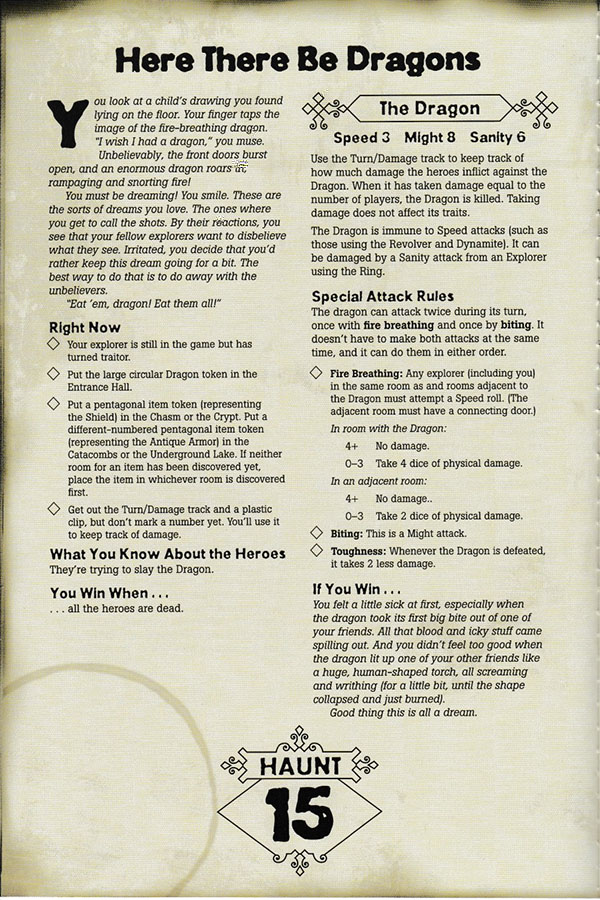 Here There Be Dragons
You look at a child's drawing you found
lying on the floor. Your finger taps the
image of the fire-breathing dragon.
"I wish I had a dragon," you muse.
Unbelievably, the front doors burst
open, and an enormous dragon roars in,
rampaging and snorting fire!
You must be dreaming! You smile. These are
the sorts of dreams you love. The ones where
you get to call the shots. By their reactions, you
see that your fellow explorers want to disbelieve
what they see. Irritated, you decide that you'd
rather keep this dream going for a bit. The
best way to do that is to do away with the
unbelievers.
"Eat 'em, dragon! Eat them all!"
Right Now
Your explorer is still in the game but has
turned traitor.
Put the large circular Dragon token in the
Entrance Hall.
Put a pentagonal item token (representing
the Shield) in the Chasm or the Crypt. Put a
different-numbered pentagonal item token
(representing the Antique Armor) in the
Catacombs or the Underground Lake. If neither
room for an item has been discovered yet,
place the item in whichever room is discovered
first.
Get out the Turn/Damage track and a plastic
clip, but don't mark a number yet. You'll use it
to keep track of damage.
What You Know About the Heroes
They're trying to slay the Dragon.
You Win When . . .
. . . all the heroes are dead.
The Dragon
Speed 3 Might 8 Sanity 6
Use the Turn/Damage track to keep track of
how much damage the heroes inflict against the
Dragon. When it has taken damage equal to the
number of players, the Dragon is killed. Taking
damage does not affect its traits.
The Dragon is immune to Speed attacks (such as
those using the Revolver and Dynamite). It can
be damaged by a Sanity attack from an Explorer
using the Ring.
Special Attack Rules
The dragon can attack twice during its turn,
once with fire breathing and once by biting. It
doesn't have to make both attacks at the same
time, and it can do them in either order.
Fire Breathing: Any explorer (including you)
in the same room as and rooms adjacent to
the Dragon must attempt a Speed roll. (The
adjacent room must have a connecting door.)
In room with the Dragon:
4+ No damage.
0–3 Take 4 dice of physical damage.
In an adjacent room:
4+ No damage..
0–3 Take 2 dice of physical damage.
Biting: This is a Might attack.
Toughness: Whenever the Dragon is defeated,
it takes 2 less damage.
If You Win . . .
You felt a little sick at first, especially when
the dragon took its first big bite out of one of
your friends. All that blood and icky stuff came
spilling out. And you didn't feel too good when
the dragon lit up one of your other friends like
a huge, human-shaped torch, all screaming
and writhing (for a little bit, until the shape
collapsed and just burned).
Good thing this is all a dream.
HAUNT
15